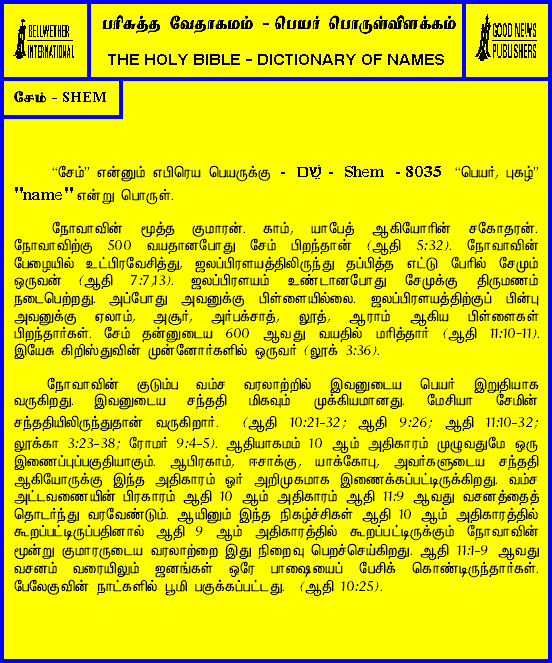 BELLWETHER
INTERNATIONAL
பரிசுத்த வேதாகமம் - பெயர் பொருள்விளக்கம்
THE HOLY BIBLE - DICTIONARY OF NAMES
GOOD NEWS
PUBLISHERS
சேம் - SHEM
“சேம்” என்னும் எபிரெய பெயருக்கு - שֵׁם - Shem - 8035 “பெயர், புகழ்”
"name" என்று பொருள்.
நோவாவின் மூத்த குமாரன். காம், யாபேத் ஆகியோரின் சகோதரன்.
நோவாவிற்கு 500 வயதானபோது சேம் பிறந்தான் (ஆதி 5:32). நோவாவின்
பேழையில் உட்பிரவேசித்து, ஜலப்பிரளயத்திலிருந்து தப்பித்த எட்டு பேரில் சேமும்
ஒருவன் (ஆதி 7:7,13). ஜலப்பிரளயம் உண்டானபோது சேமுக்கு திருமணம்
நடைபெற்றது. அப்போது அவனுக்கு பிள்ளையில்லை. ஜலப்பிரளயத்திற்குப் பின்பு
அவனுக்கு ஏலாம், அசூர், அர்பக்சாத், லூத், ஆராம் ஆகிய பிள்ளைகள்
பிறந்தார்கள். சேம் தன்னுடைய 600 ஆவது வயதில் மரித்தார் (ஆதி 11:10-11).
இயேசு கிறிஸ்துவின் முன்னோர்களில் ஒருவர் (லூக் 3:36).
நோவாவின் குடும்ப வம்ச வரலாற்றில் இவனுடைய பெயர் இறுதியாக
வருகிறது. இவனுடைய சந்ததி மிகவும் முக்கியமானது. மேசியா சேமின்
சந்ததியிலிருந்துதான் வருகிறார். (ஆதி 10:21-32; ஆதி 9:26; ஆதி 11:10-32;
லூக்கா 3:23-38; ரோமர் 9:4-5). ஆதியாகமம் 10 ஆம் அதிகாரம் முழுவதுமே ஒரு
இணைப்புப்பகுதியாகும். ஆபிரகாம், ஈசாக்கு, யாக்கோபு, அவர்களுடைய சந்ததி
ஆகியோருக்கு இந்த அதிகாரம் ஓர் அறிமுகமாக இணைக்கப்பட்டிருக்கிறது. வம்ச
அட்டவணையின் பிரகாரம் ஆதி 10 ஆம் அதிகாரம் ஆதி 11:9 ஆவது வசனத்தைத்
தொடர்ந்து வரவேண்டும். ஆயினும் இந்த நிகழ்ச்சிகள் ஆதி 10 ஆம் அதிகாரத்தில்
கூறப்பட்டிருப்பதினால் ஆதி 9 ஆம் அதிகாரத்தில் கூறப்பட்டிருக்கும் நோவாவின்
மூன்று குமாரருடைய வரலாற்றை இது நிறைவு பெறச்செய்கிறது. ஆதி 11:1-9 ஆவது
வசனம் வரையிலும் ஜனங்கள் ஒரே பாஷையைப் பேசிக் கொண்டிருந்தார்கள்.
பேலேகுவின் நாட்களில் பூமி பகுக்கப்பட்டது. (ஆதி 10:25).